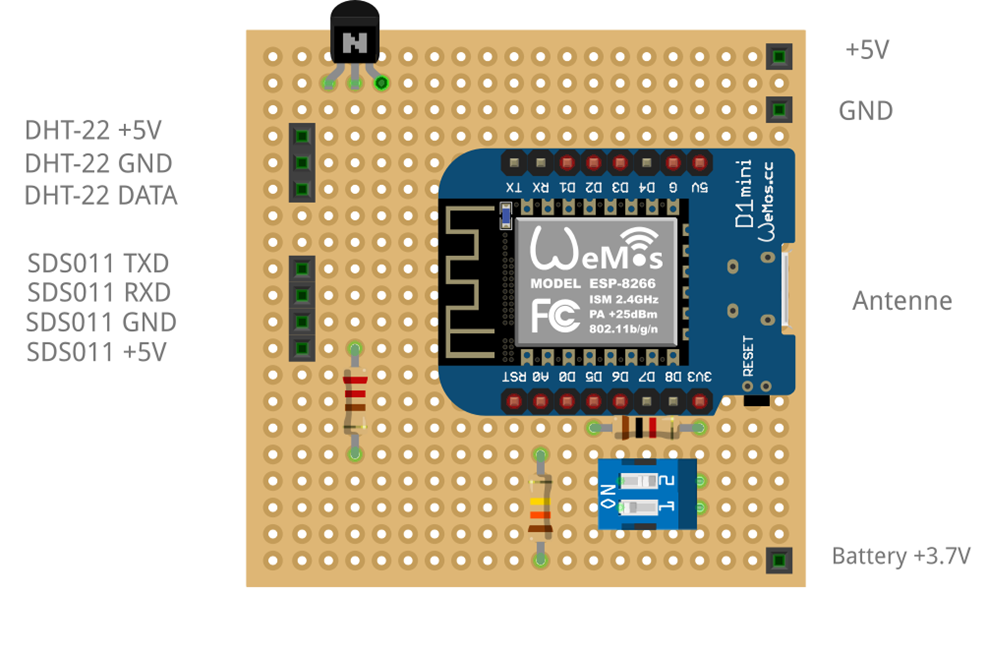 N
+5V
GND
DHT-22 +5V
DHT-22 GND
DHT-22 DATA
TX RX D1 D2 D3 D4 G 5V
D1mini
WeMos.cc
WeMos
MODEL ESP-8266
ISM 2.4GHz
PA +25dBm
802.11b/g/n
FC
SDS011 TXD
SDS011 RXD
SDS011 GND
SDS011 +5V
Antenne
RESET
RST A0 D0 D5 D6 D7 D8 3V3
ON
2
1
Battery +3.7V